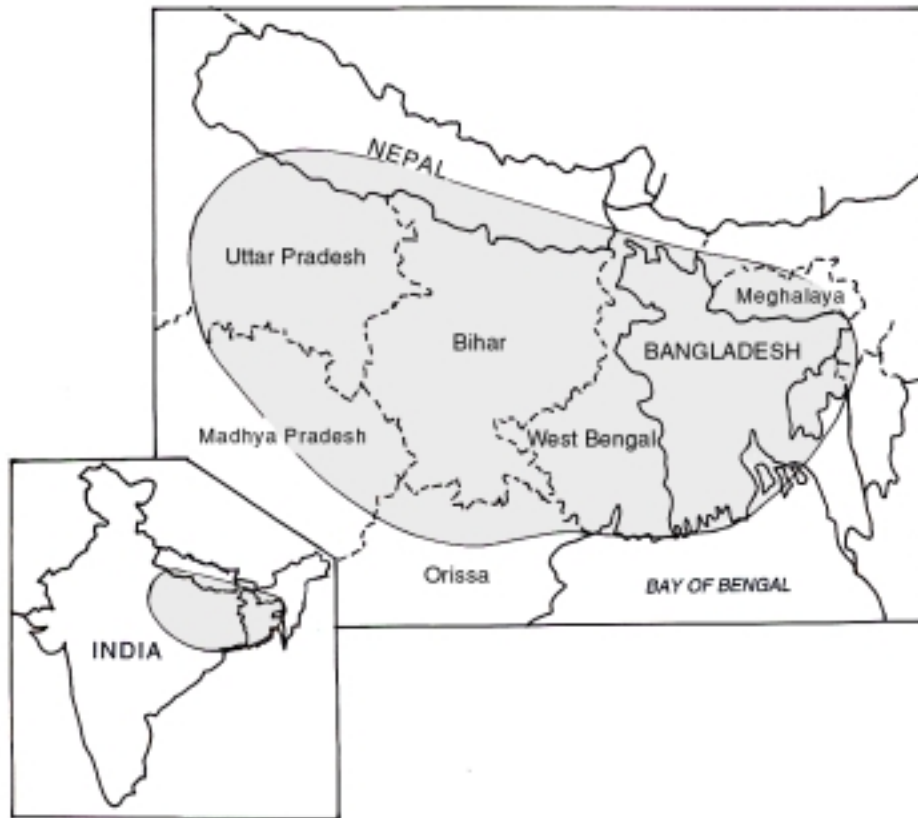 NEPAL
Uttar Pradesh
Meghalaya
Bihar
BANGLADESH
Madhya Pradesh
West Bengal
Orissa
BAY OF BENGAL
INDIA